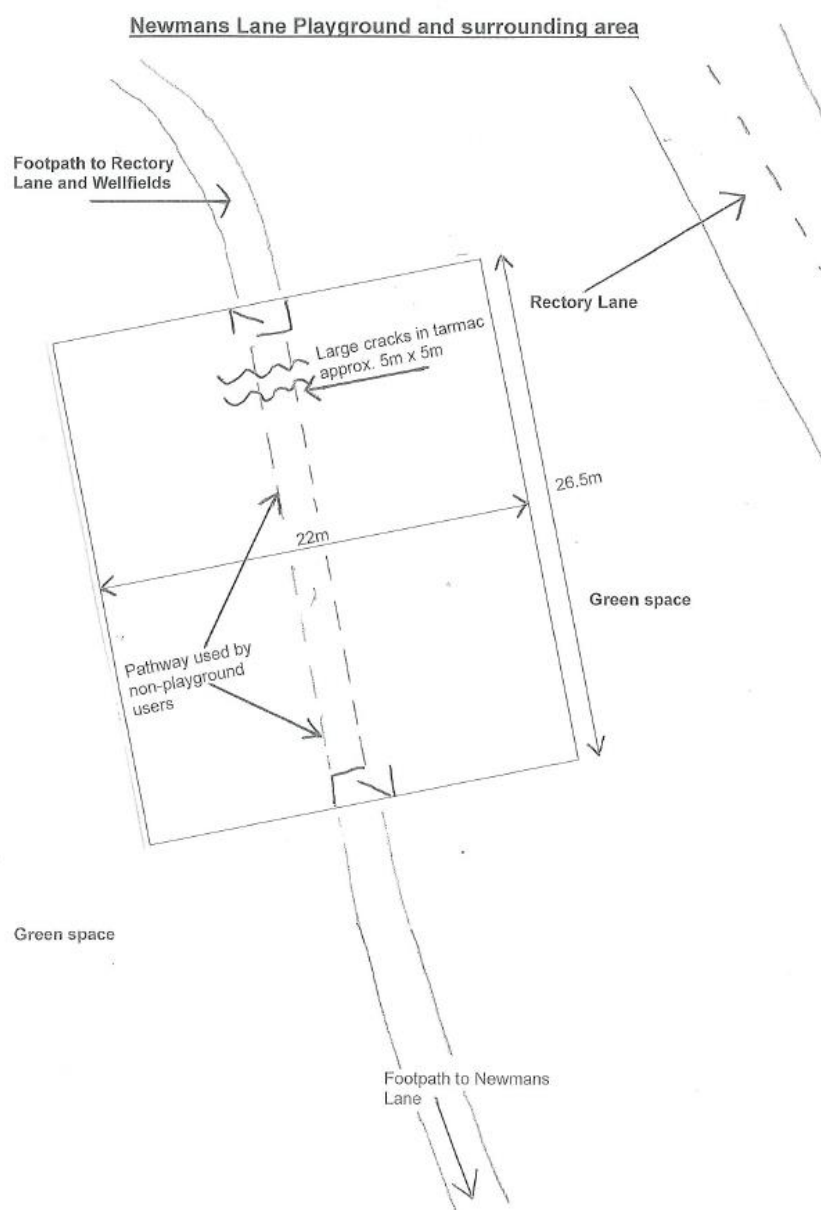 Newmans Lane Playground and surrounding area
Footpath to Rectory
Lane and Wellfields
Rectory Lane
Large cracks in tarmac
approx. 5m x 5m
26.5m
22m
Green space
Pathway used by
non-playground
users
Green space
Footpath to Newmans
Lane